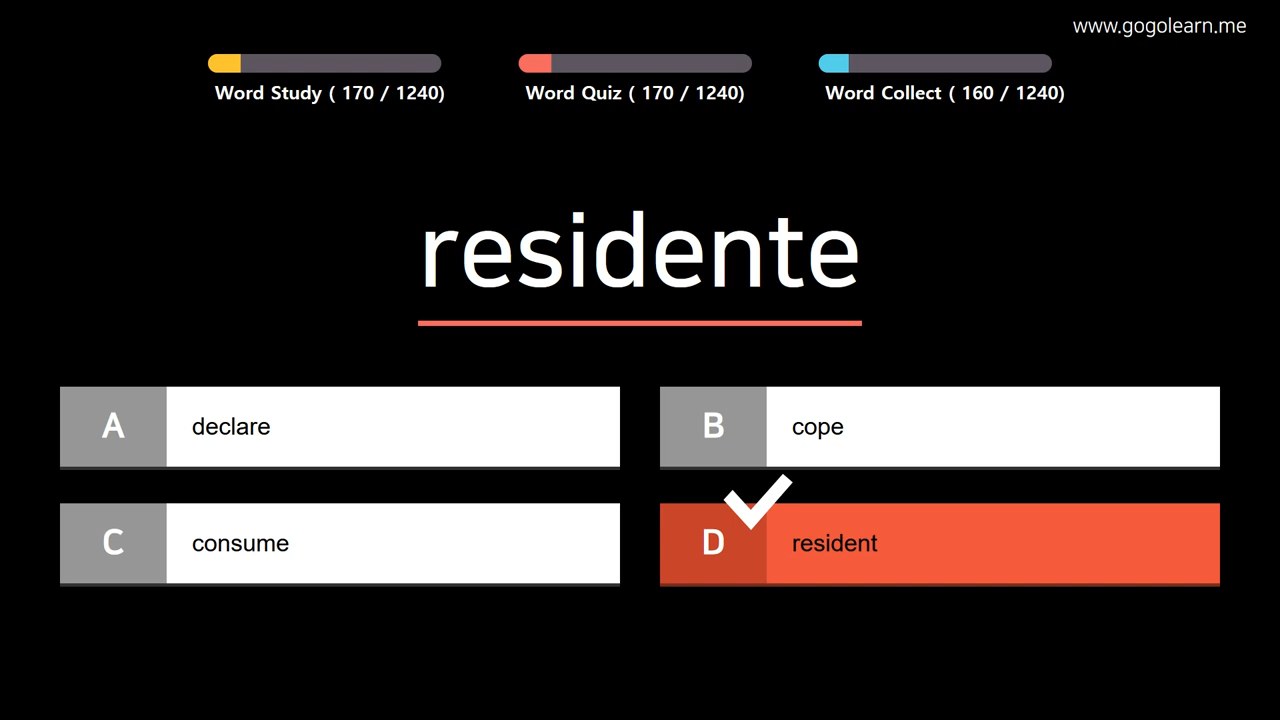 www.gogolearn.me
Word Study ( 170 / 1240)
Word Quiz ( 170 / 1240)
Word Collect ( 160 / 1240)
residente
A declare
B cope
C consume
D resident